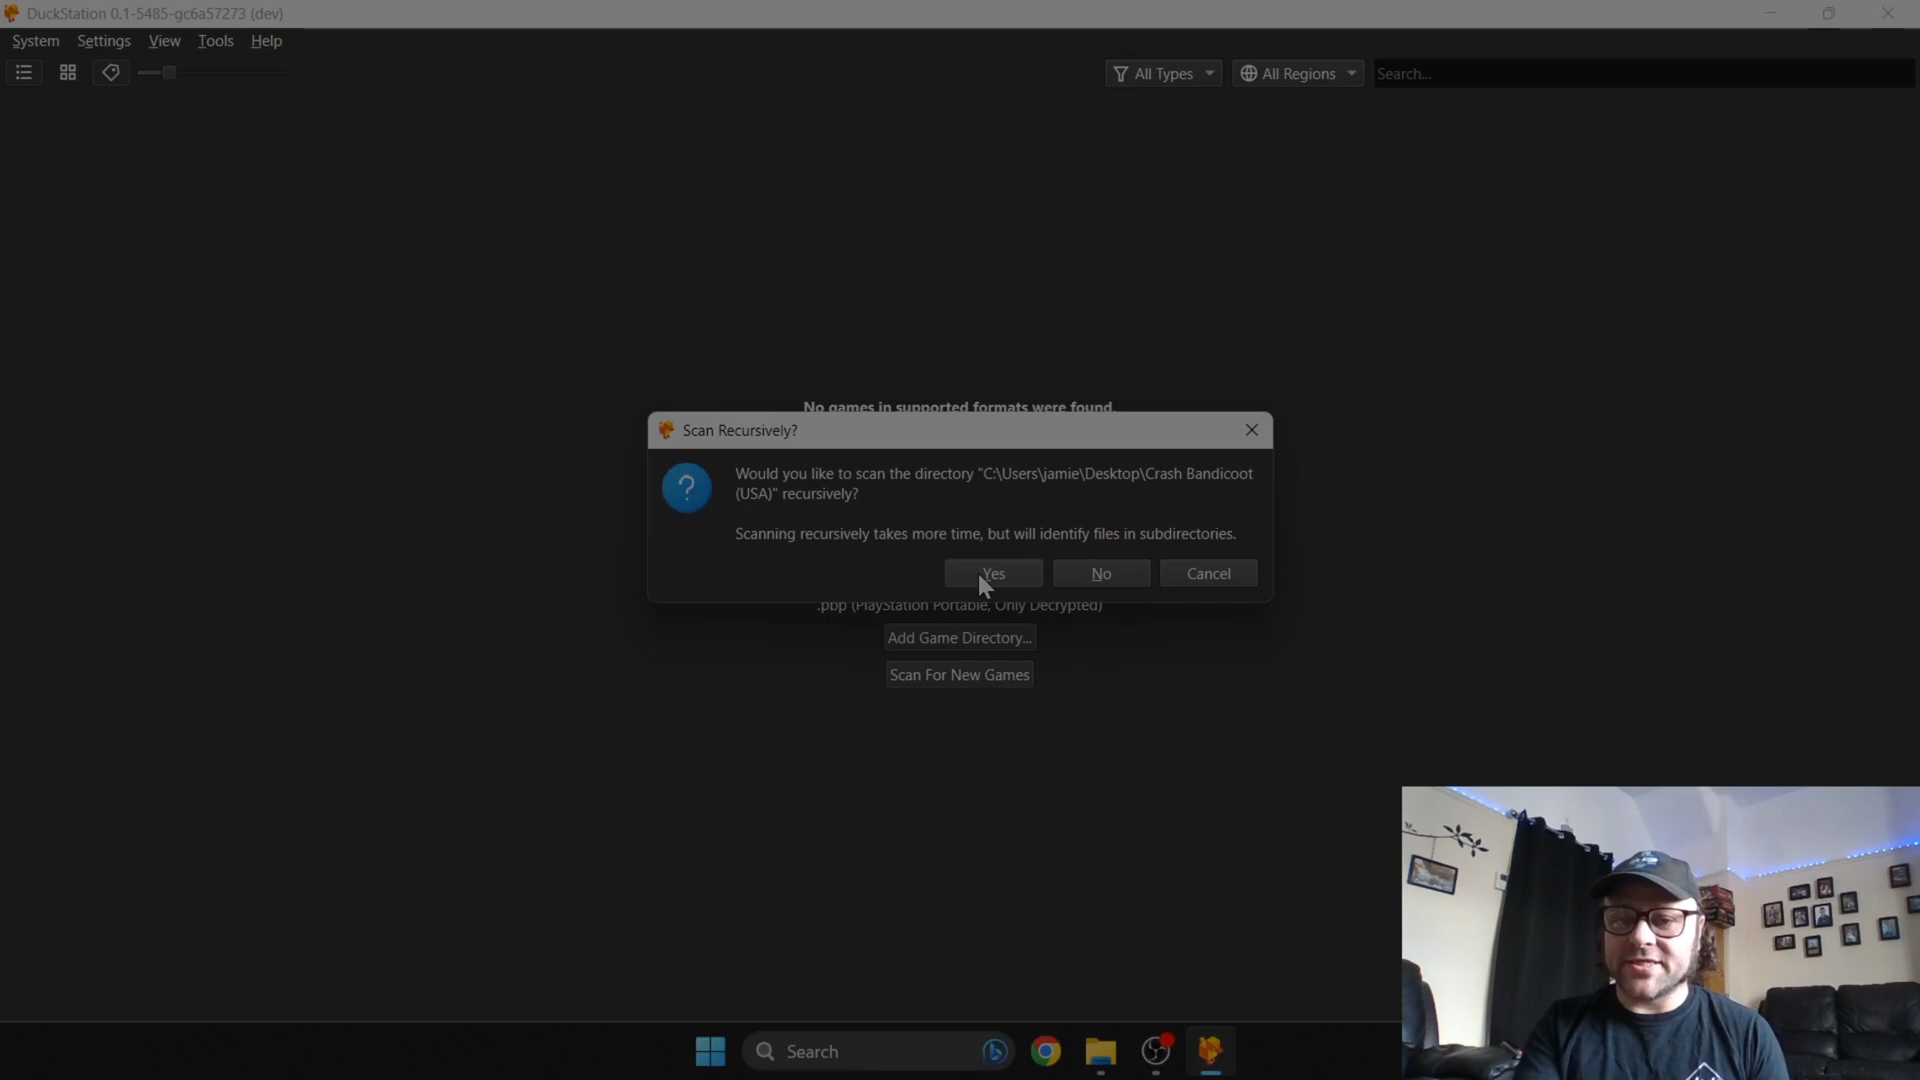 DuckStation 0.1-5485-gc6a57273 (dev)
System Settings View Tools Help
All Types All Regions Search...
No games in supported formats were found.
Scan Recursively?
Would you like to scan the directory "C:\Users\jamie\Desktop\Crash Bandicoot
(USA)" recursively?
Scanning recursively takes more time, but will identify files in subdirectories.
Yes No Cancel
.pbp (PlayStation Portable, Only Decrypted)
Add Game Directory...
Scan For New Games
Search